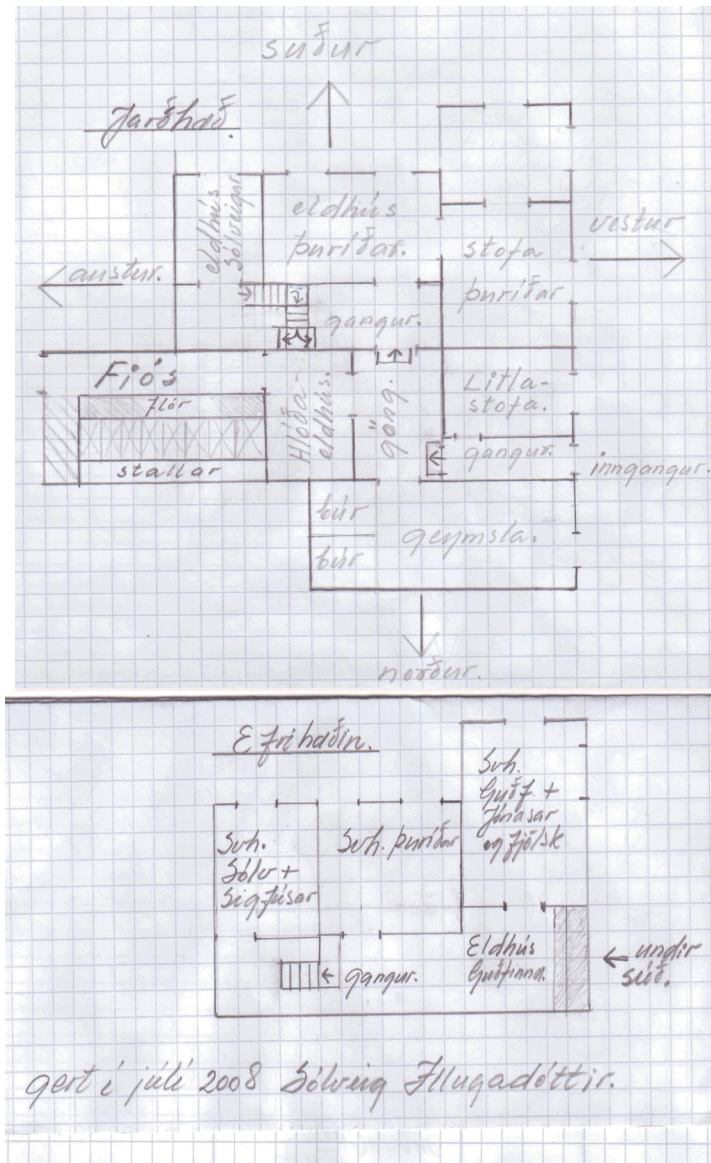 suður
Jarðhæð.
eldhús
Sólveigar.
eldhús
þuríðar.
stofa
þuríðar
vestur
austur.
gangur.
Fjós
flór
stallar
Hlóða-
eldhús.
göng.
Litla-
stofa.
gangur.
inngangur.
búr
búr
geymsla.
norður.
Efrihæðin.
Svh.
Sólv +
Sigfúsar
Svh. þuríðar
Svh.
Guðf. +
Jónasar
og fjölsk
gangur.
Eldhús
Guðfinnu.
undir
súð.
gert í júlí 2008 Sólveig Illugadóttir.